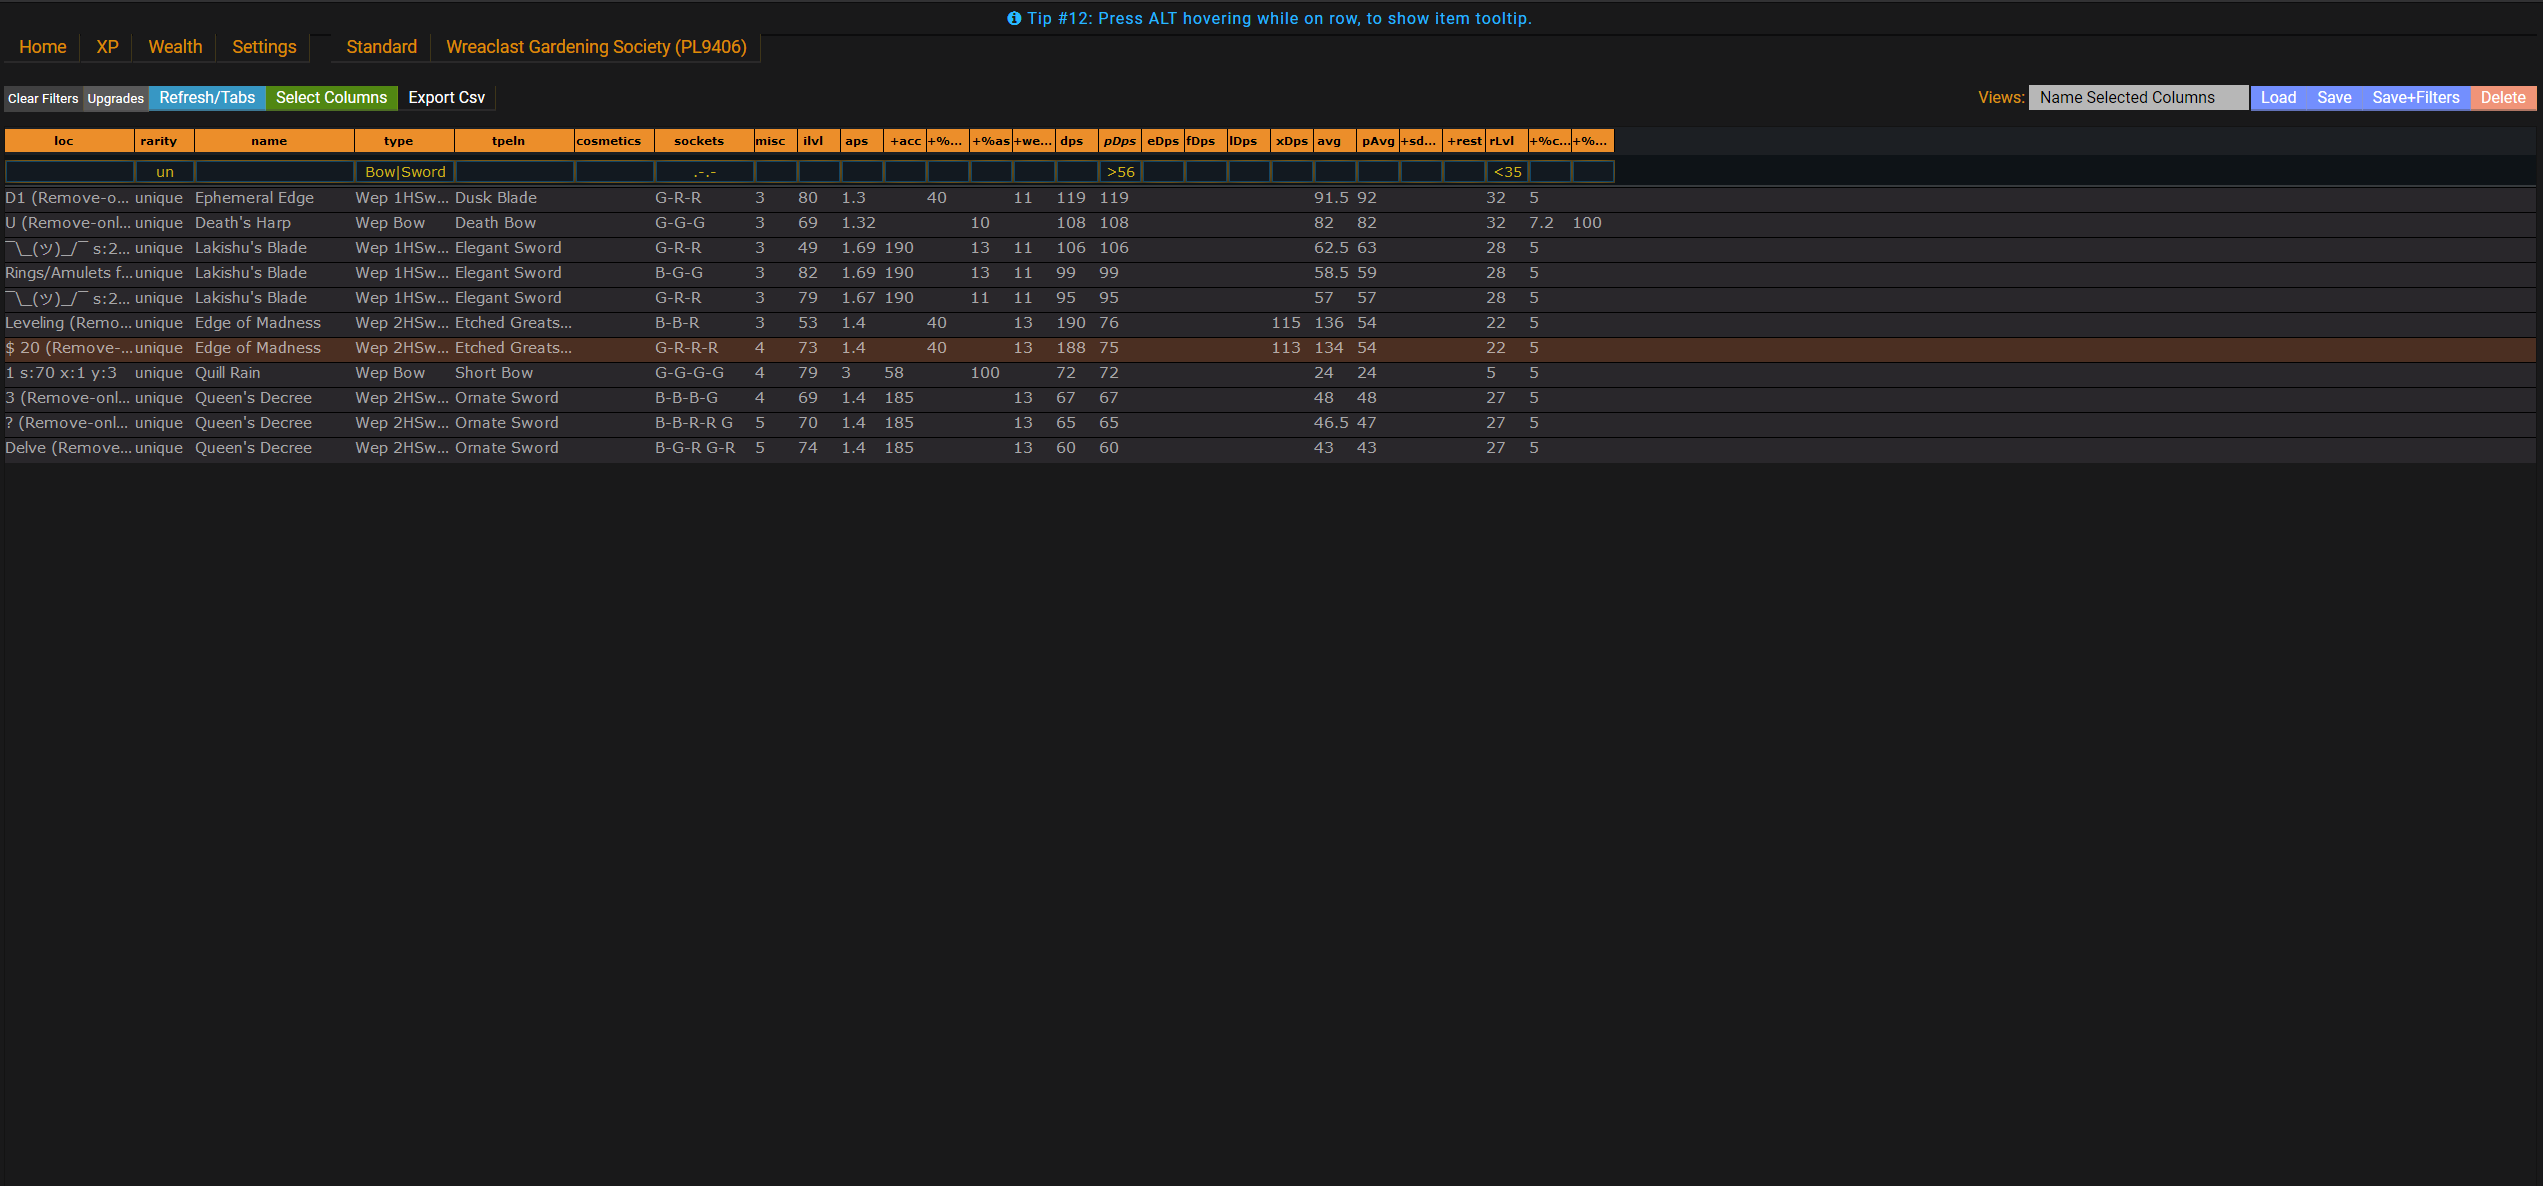 Tip #12: Press ALT hovering while on row, to show item tooltip.
Home XP Wealth Settings Standard Wreaclast Gardening Society (PL9406)
Clear Filters Upgrades Refresh/Tabs Select Columns Export Csv Views: Name Selected Columns Load Save Save+Filters Delete
loc rarity name type tpeln cosmetics sockets misc ilvl aps +acc +%... +%as +we... dps pDps eDps fDps lDps xDps avg pAvg +sd... +rest rLvl +%c... +%...
un Bow|Sword .-.- >56 <35
D1 (Remove-o... unique Ephemeral Edge Wep 1HSw... Dusk Blade G-R-R 3 80 1.3 40 11 119 119 91.5 92 32 5
U (Remove-onl... unique Death's Harp Wep Bow Death Bow G-G-G 3 69 1.32 10 108 108 82 82 32 7.2 100
¯\_(ツ)_/¯ s:2... unique Lakishu's Blade Wep 1HSw... Elegant Sword G-R-R 3 49 1.69 190 13 11 106 106 62.5 63 28 5
Rings/Amulets f... unique Lakishu's Blade Wep 1HSw... Elegant Sword B-G-G 3 82 1.69 190 13 11 99 99 58.5 59 28 5
¯\_(ツ)_/¯ s:2... unique Lakishu's Blade Wep 1HSw... Elegant Sword G-R-R 3 79 1.67 190 11 11 95 95 57 57 28 5
Leveling (Remo... unique Edge of Madness Wep 2HSw... Etched Greats... B-B-R 3 53 1.4 40 13 190 76 115 136 54 22 5
$ 20 (Remove-... unique Edge of Madness Wep 2HSw... Etched Greats... G-R-R-R 4 73 1.4 40 13 188 75 113 134 54 22 5
1 s:70 x:1 y:3 unique Quill Rain Wep Bow Short Bow G-G-G-G 4 79 3 58 100 72 72 24 24 5 5
3 (Remove-onl... unique Queen's Decree Wep 2HSw... Ornate Sword B-B-B-G 4 69 1.4 185 13 67 67 48 48 27 5
? (Remove-onl... unique Queen's Decree Wep 2HSw... Ornate Sword B-B-R-R G 5 70 1.4 185 13 65 65 46.5 47 27 5
Delve (Remove... unique Queen's Decree Wep 2HSw... Ornate Sword B-G-R G-R 5 74 1.4 185 13 60 60 43 43 27 5